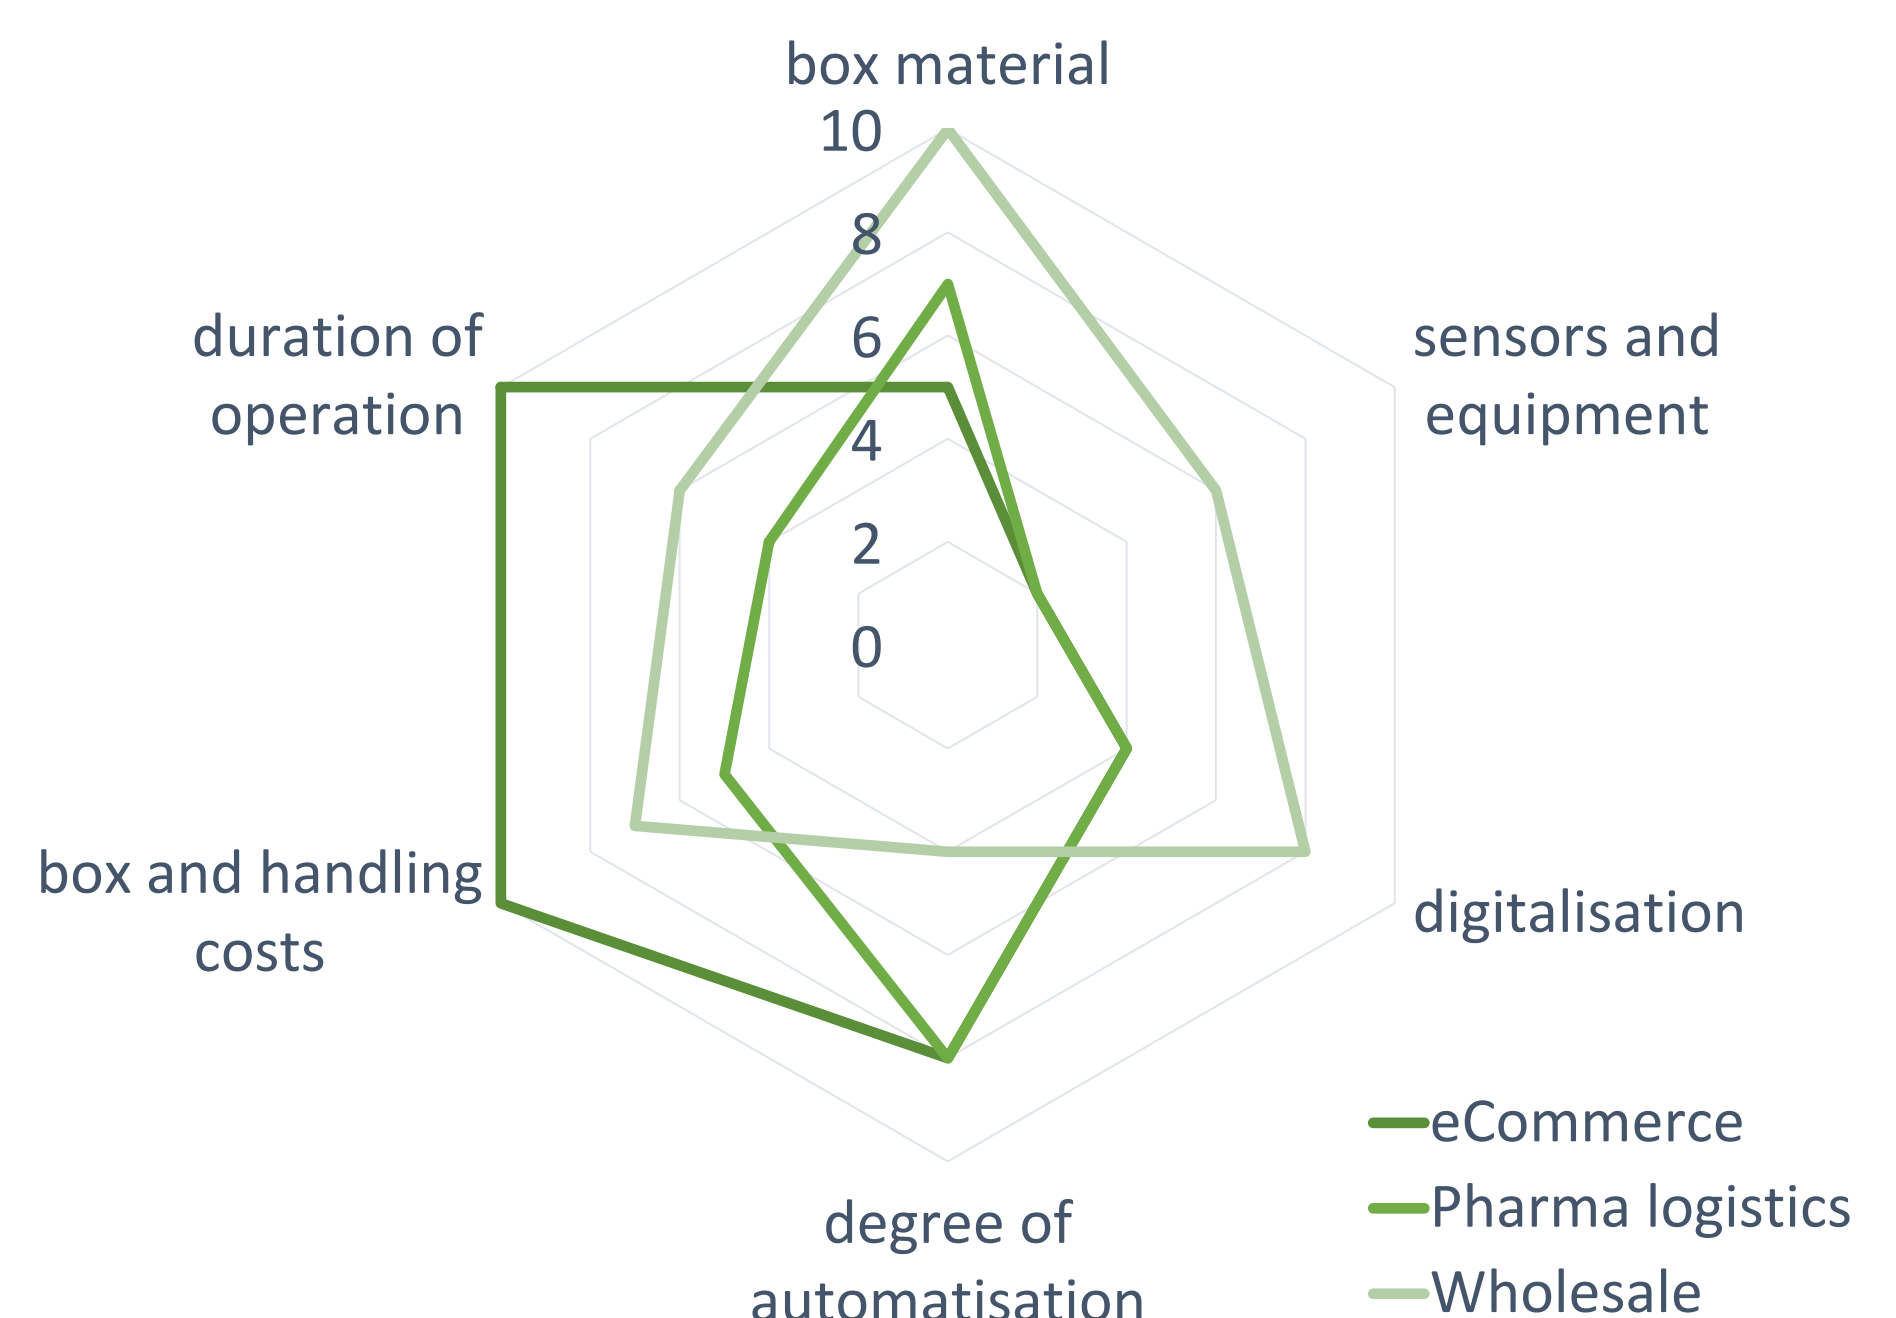 box material
10
8
6
4
2
0
sensors and
equipment
digitalisation
degree of
automatisation
box and handling
costs
duration of
operation
eCommerce
Pharma logistics
Wholesale